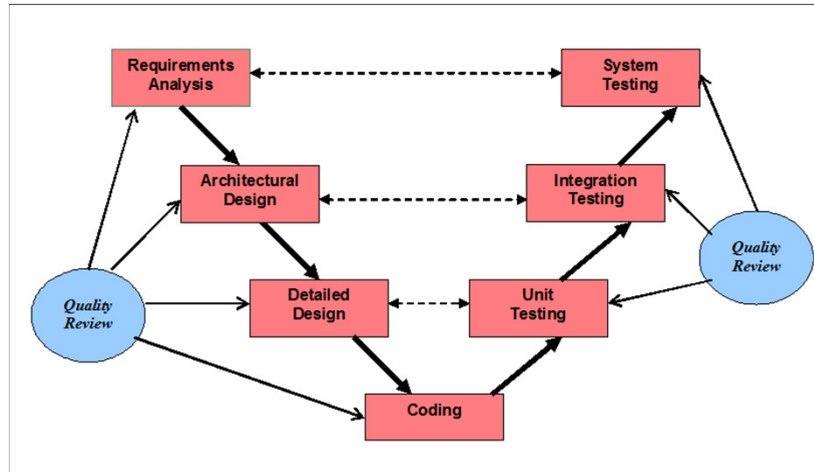 Requirements
Analysis
System
Testing
Architectural
Design
Integration
Testing
Quality
Review
Detailed
Design
Unit
Testing
Quality
Review
Coding